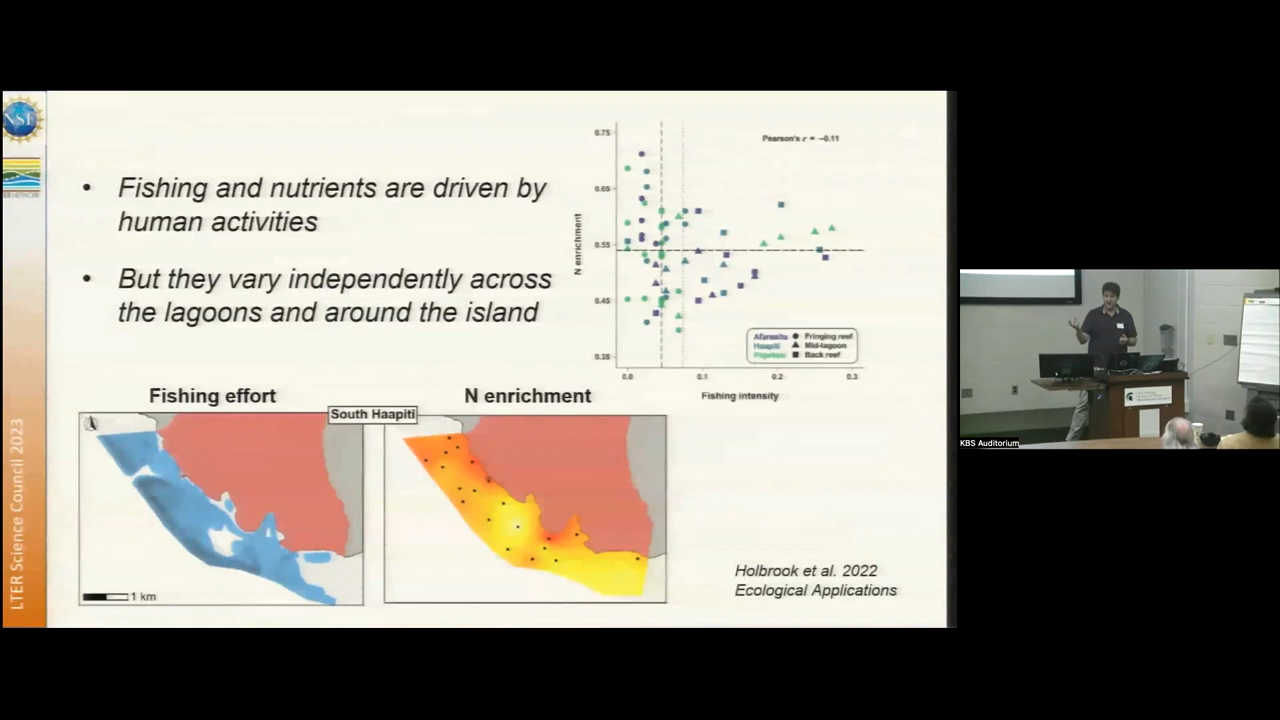 NSF
ER NETWORK
LTER Science Council 2023
• Fishing and nutrients are driven by
human activities
• But they vary independently across
the lagoons and around the island
Pearson's r = −0.11
N enrichment
0.75
0.65
0.55
0.45
0.35
0.0
0.1
0.2
0.3
Fishing intensity
Afareaitu
Haapiti
Papetoai
Fringing reef
Mid-lagoon
Back reef
Fishing effort
N enrichment
South Haapiti
1 km
Holbrook et al. 2022
Ecological Applications
KBS Auditorium